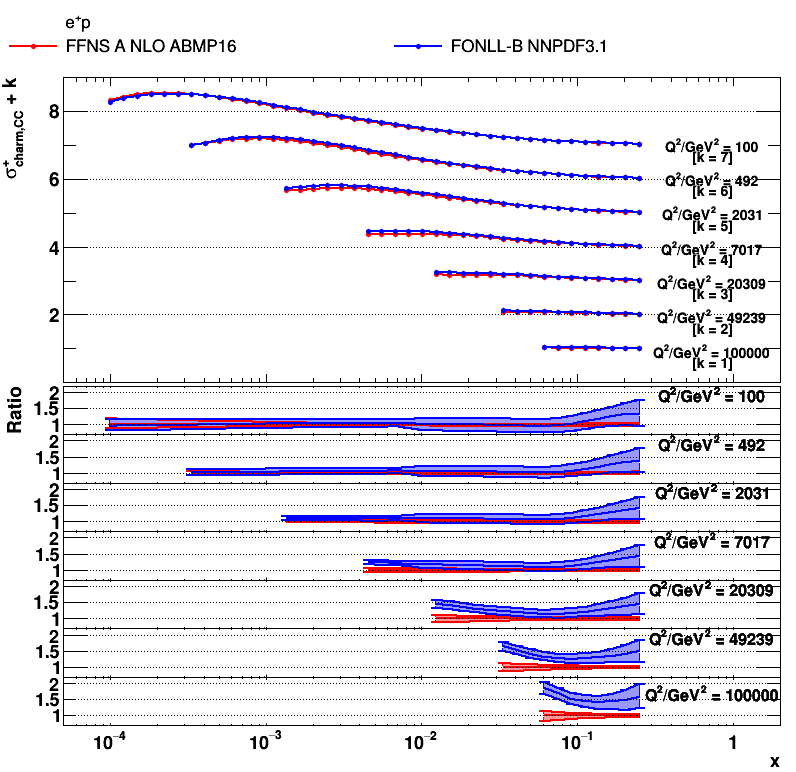 e⁺p
FFNS A NLO ABMP16
FONLL-B NNPDF3.1
σ⁺charm,CC + k
8
6
4
2
Q²/GeV² = 100
[k = 7]
Q²/GeV² = 492
[k = 6]
Q²/GeV² = 2031
[k = 5]
Q²/GeV² = 7017
[k = 4]
Q²/GeV² = 20309
[k = 3]
Q²/GeV² = 49239
[k = 2]
Q²/GeV² = 100000
[k = 1]
Ratio
2
1.5
1
Q²/GeV² = 100
2
1.5
1
Q²/GeV² = 492
2
1.5
1
Q²/GeV² = 2031
2
1.5
1
Q²/GeV² = 7017
2
1.5
1
Q²/GeV² = 20309
2
1.5
1
Q²/GeV² = 49239
2
1.5
1
Q²/GeV² = 100000
10⁻⁴
10⁻³
10⁻²
10⁻¹
1
x